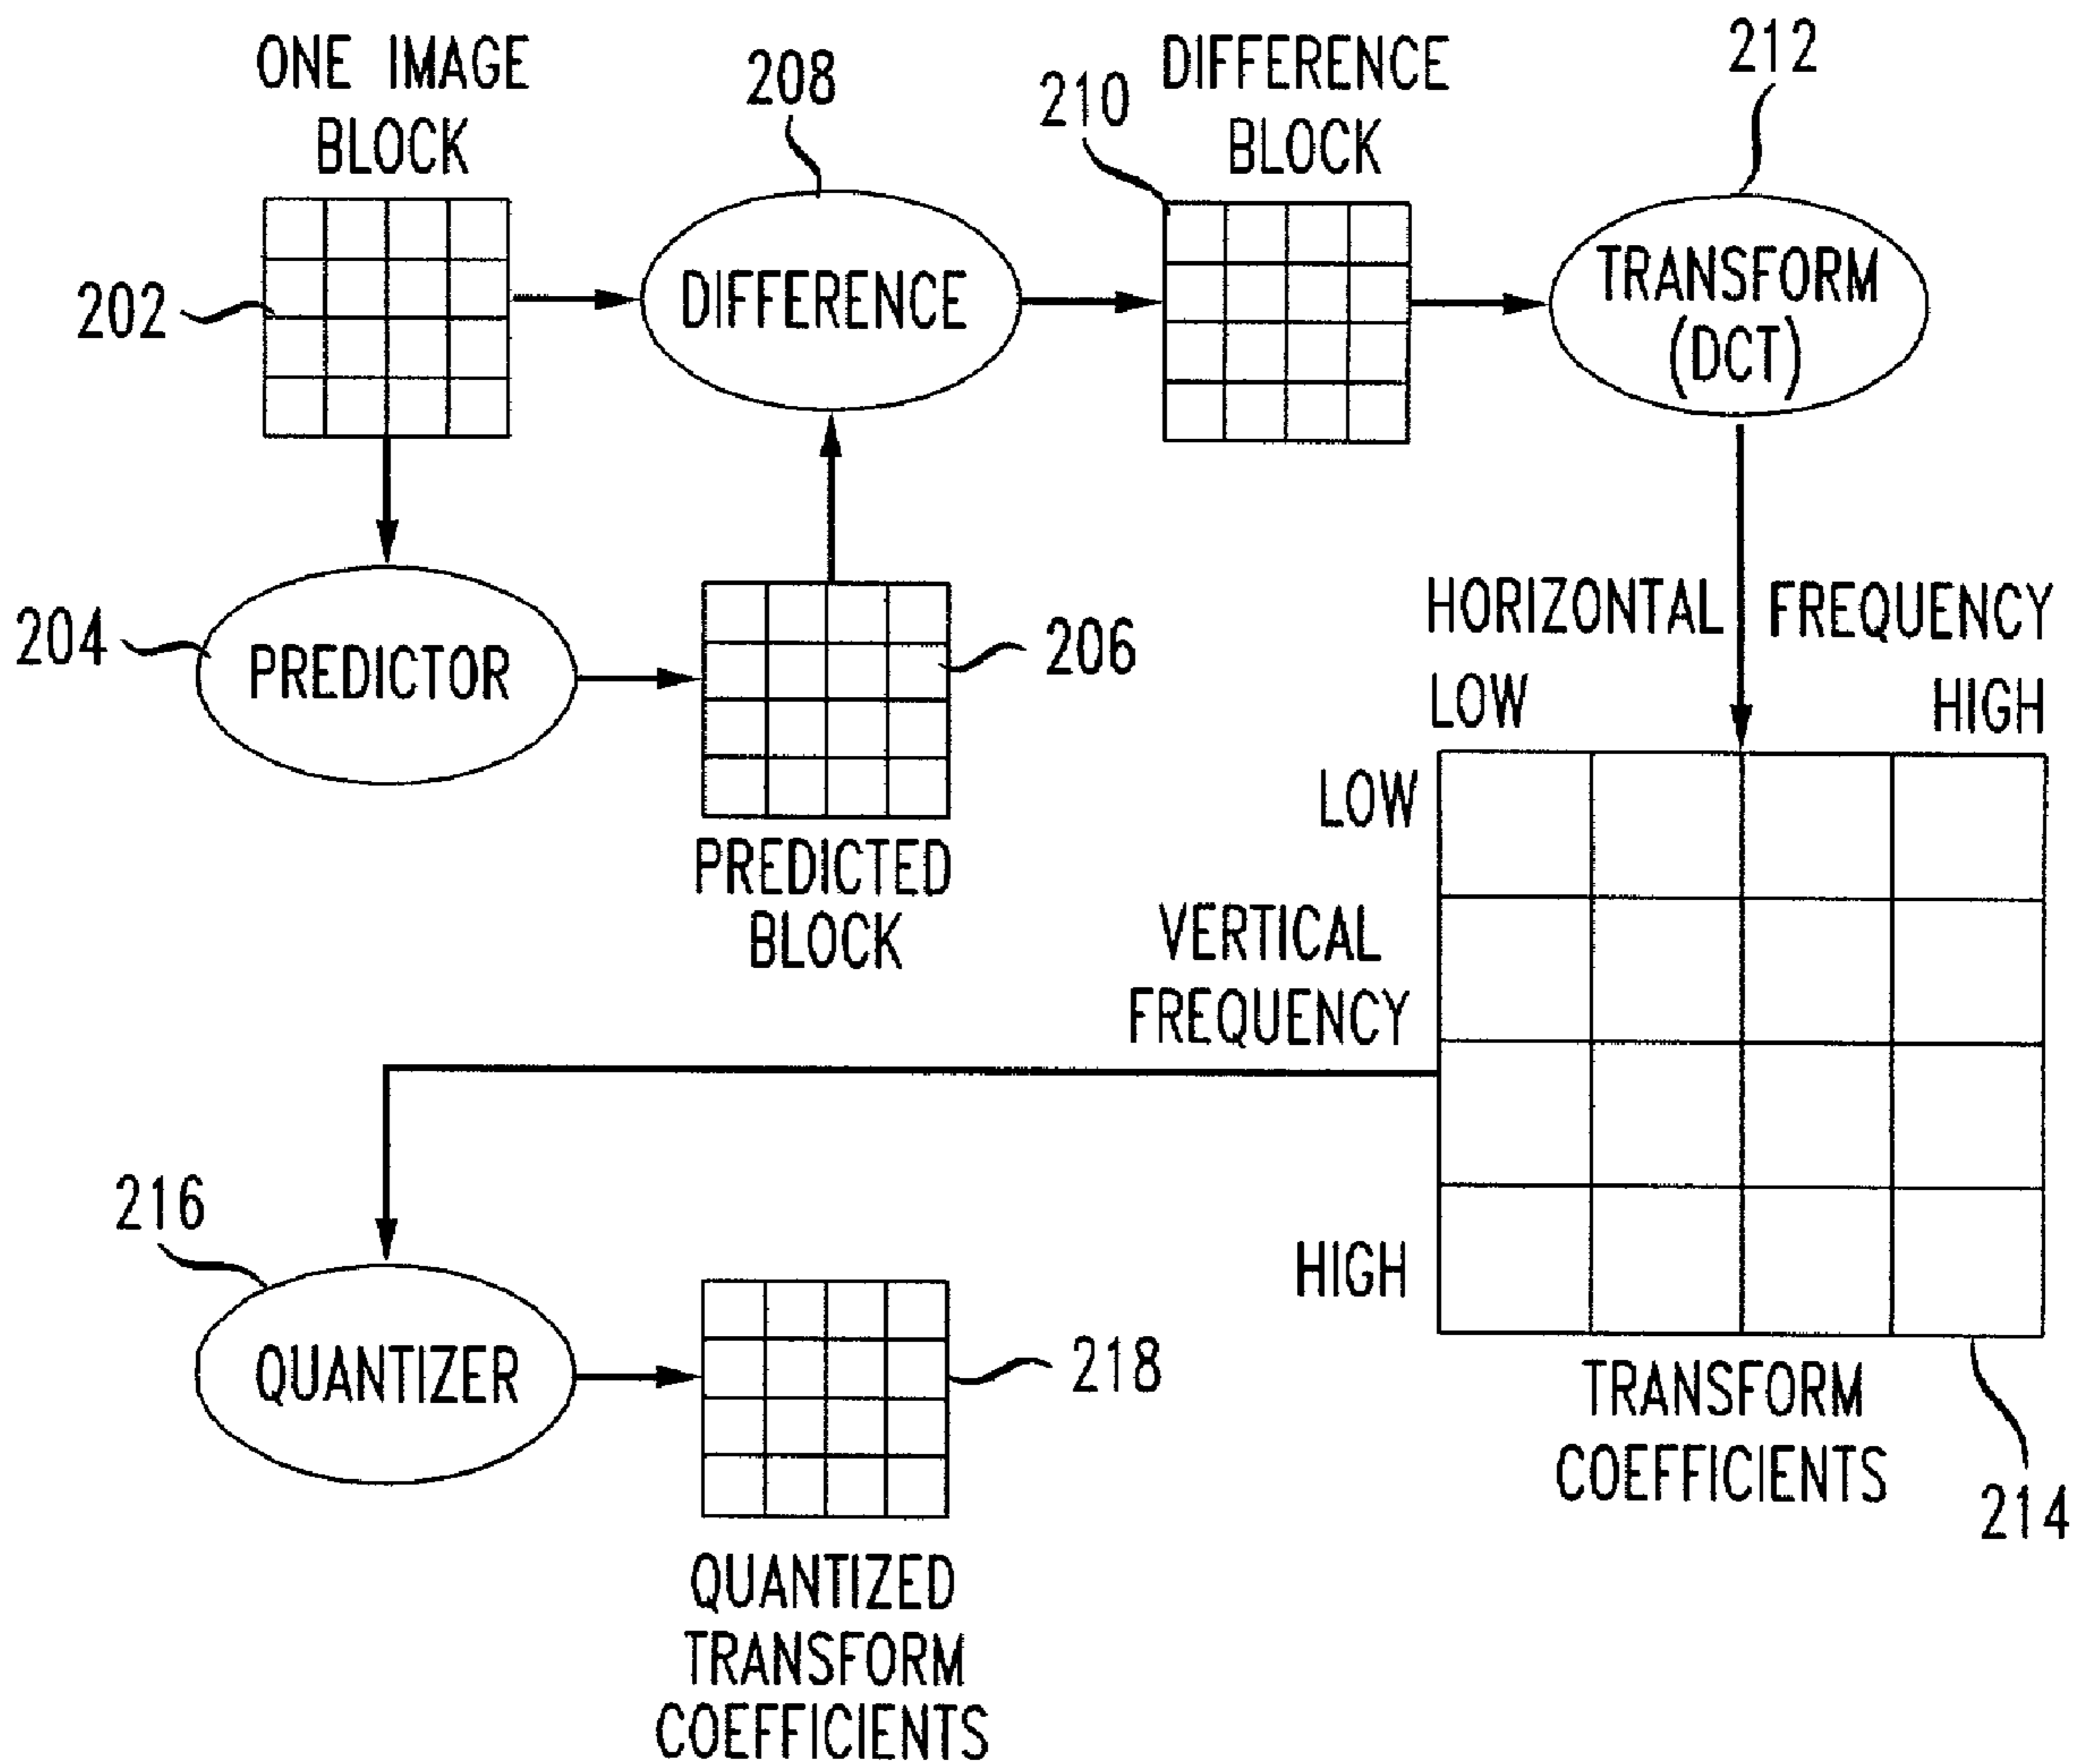 ONE IMAGE
BLOCK
208
210
DIFFERENCE
BLOCK
212
202
DIFFERENCE
TRANSFORM
(DCT)
204
PREDICTOR
206
PREDICTED
BLOCK
HORIZONTAL FREQUENCY
LOW HIGH
LOW
VERTICAL
FREQUENCY
HIGH
TRANSFORM
COEFFICIENTS
214
216
QUANTIZER
218
QUANTIZED
TRANSFORM
COEFFICIENTS